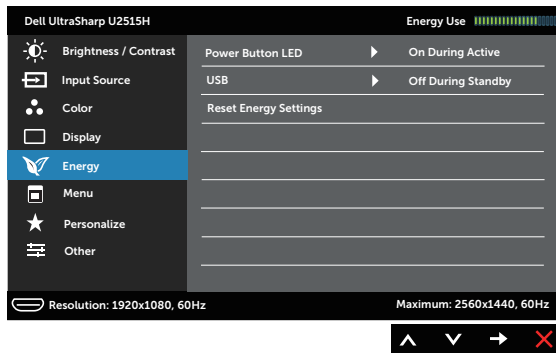 Dell UltraSharp U2515H Energy Use
Brightness / Contrast
Input Source
Color
Display
Energy
Menu
Personalize
Other
Power Button LED On During Active
USB Off During Standby
Reset Energy Settings
Resolution: 1920x1080, 60Hz Maximum: 2560x1440, 60Hz